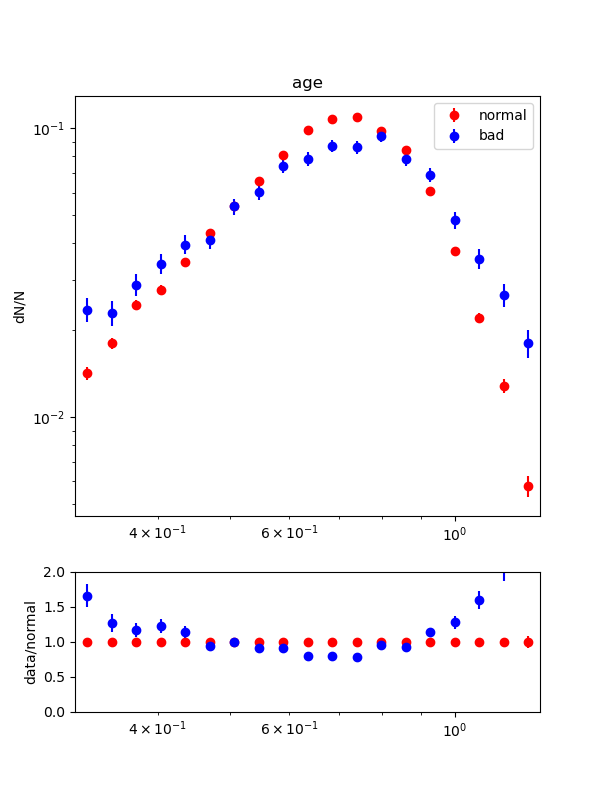 age
normal
bad
dN/N
10⁻¹
10⁻²
4 × 10⁻¹
6 × 10⁻¹
10⁰
data/normal
2.0
1.5
1.0
0.5
0.0
4 × 10⁻¹
6 × 10⁻¹
10⁰